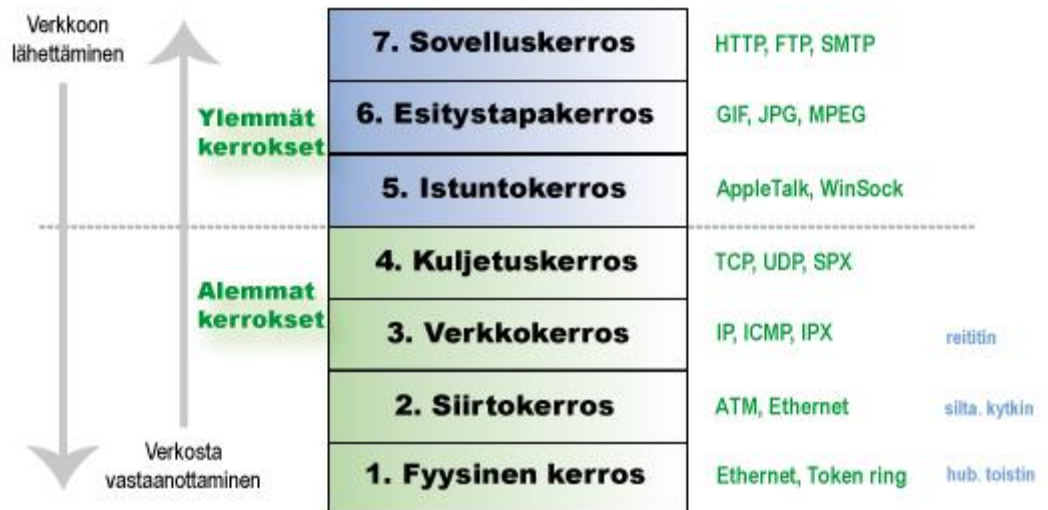 Verkkoon
lähettäminen
7. Sovelluskerros
HTTP, FTP, SMTP
Ylemmät
kerrokset
6. Esitystapakerros
GIF, JPG, MPEG
5. Istuntokerros
AppleTalk, WinSock
4. Kuljetuskerros
TCP, UDP, SPX
Alemmat
kerrokset
3. Verkkokerros
IP, ICMP, IPX
reititin
2. Siirtokerros
ATM, Ethernet
silta, kytkin
Verkosta
vastaanottaminen
1. Fyysinen kerros
Ethernet, Token ring
hub, toistin